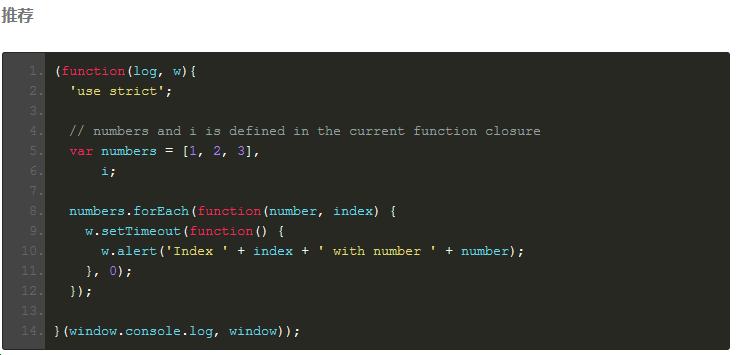 推荐
1. (function(log, w){
2.   'use strict';
3.
4.   // numbers and i is defined in the current function closure
5.   var numbers = [1, 2, 3],
6.       i;
7.
8.   numbers.forEach(function(number, index) {
9.     w.setTimeout(function() {
10.       w.alert('Index ' + index + ' with number ' + number);
11.     }, 0);
12.   });
13.
14. }(window.console.log, window));